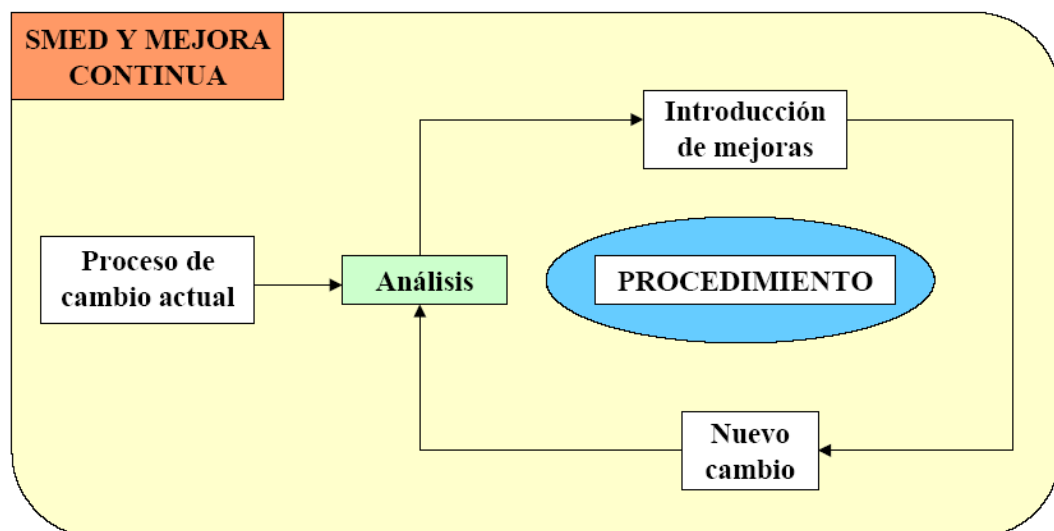 SMED Y MEJORA
CONTINUA
Introducción
de mejoras
Proceso de
cambio actual
Análisis
PROCEDIMIENTO
Nuevo
cambio